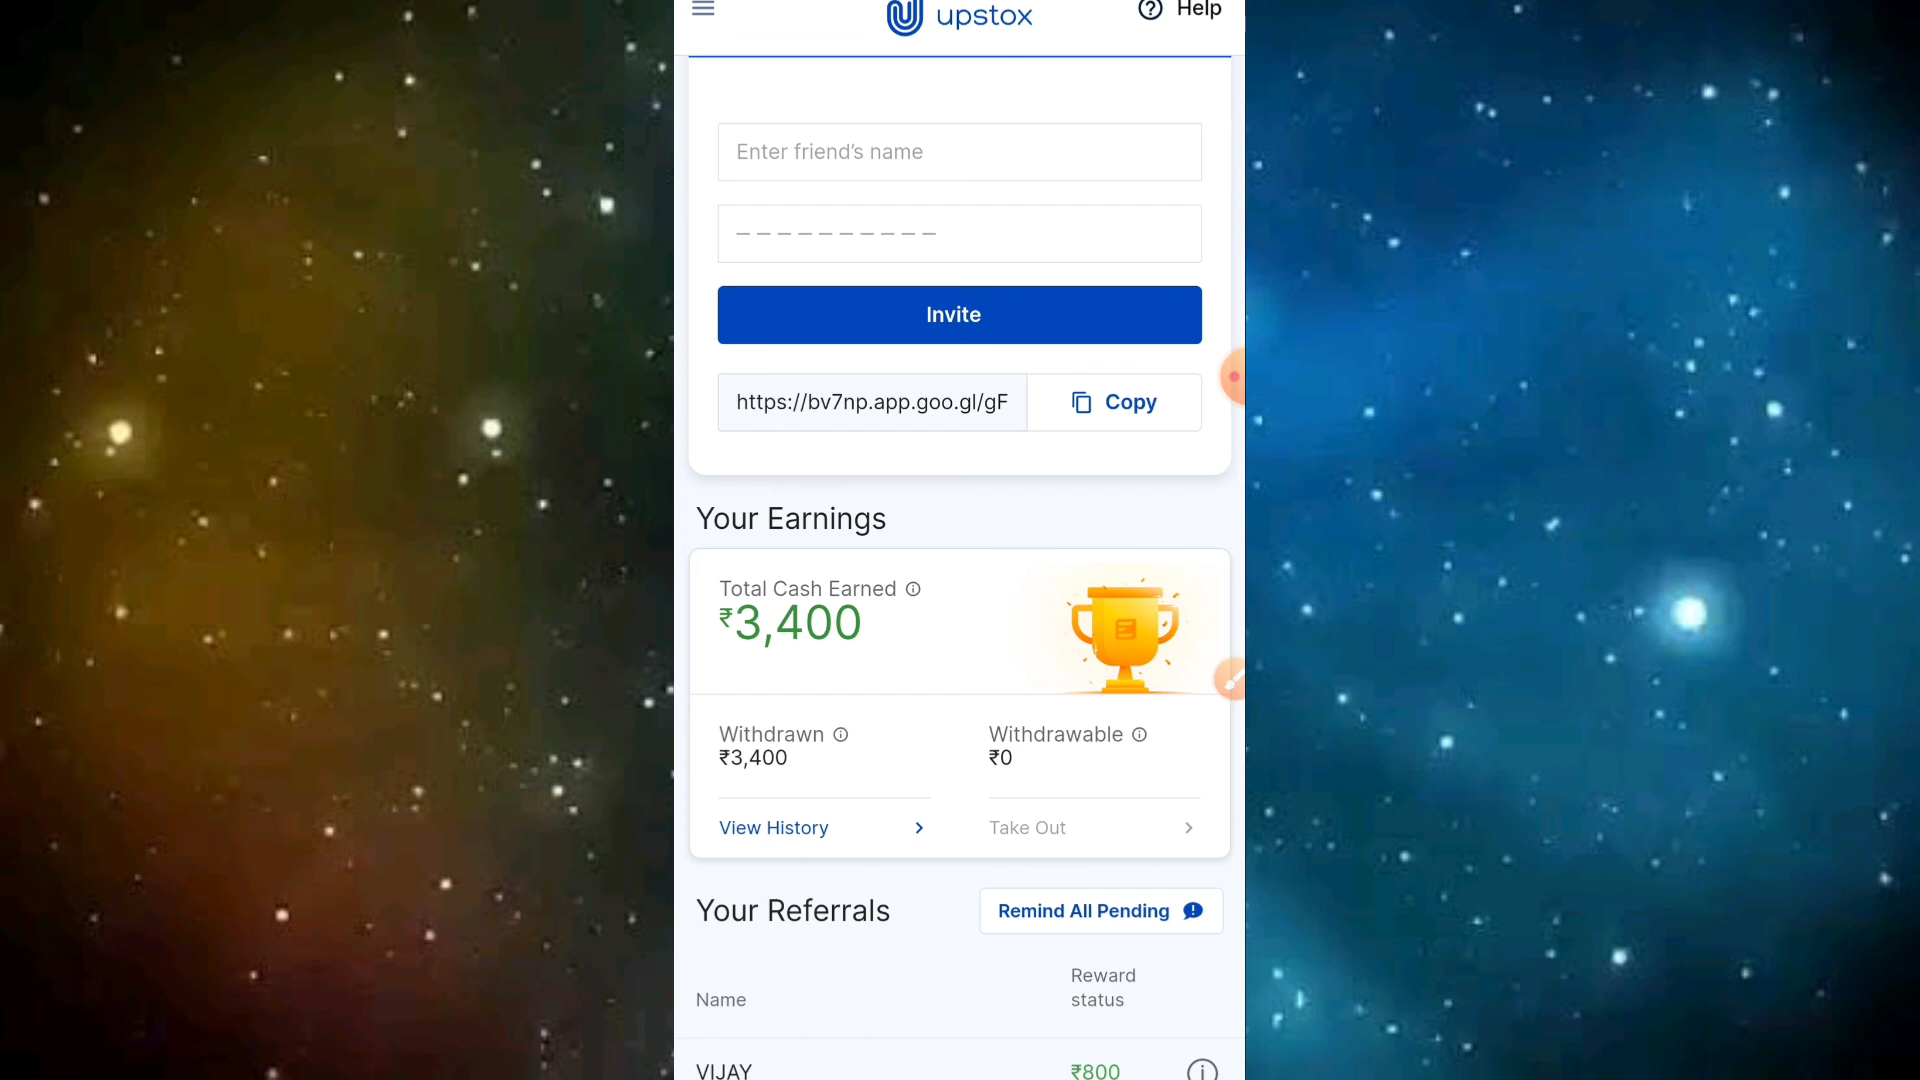 upstox
Help
Enter friend's name
Invite
https://bv7np.app.goo.gl/gF
Copy
Your Earnings
Total Cash Earned
₹3,400
Withdrawn
₹3,400
Withdrawable
₹0
View History
Take Out
Your Referrals
Remind All Pending
Name
Reward
status
VIJAY
₹800